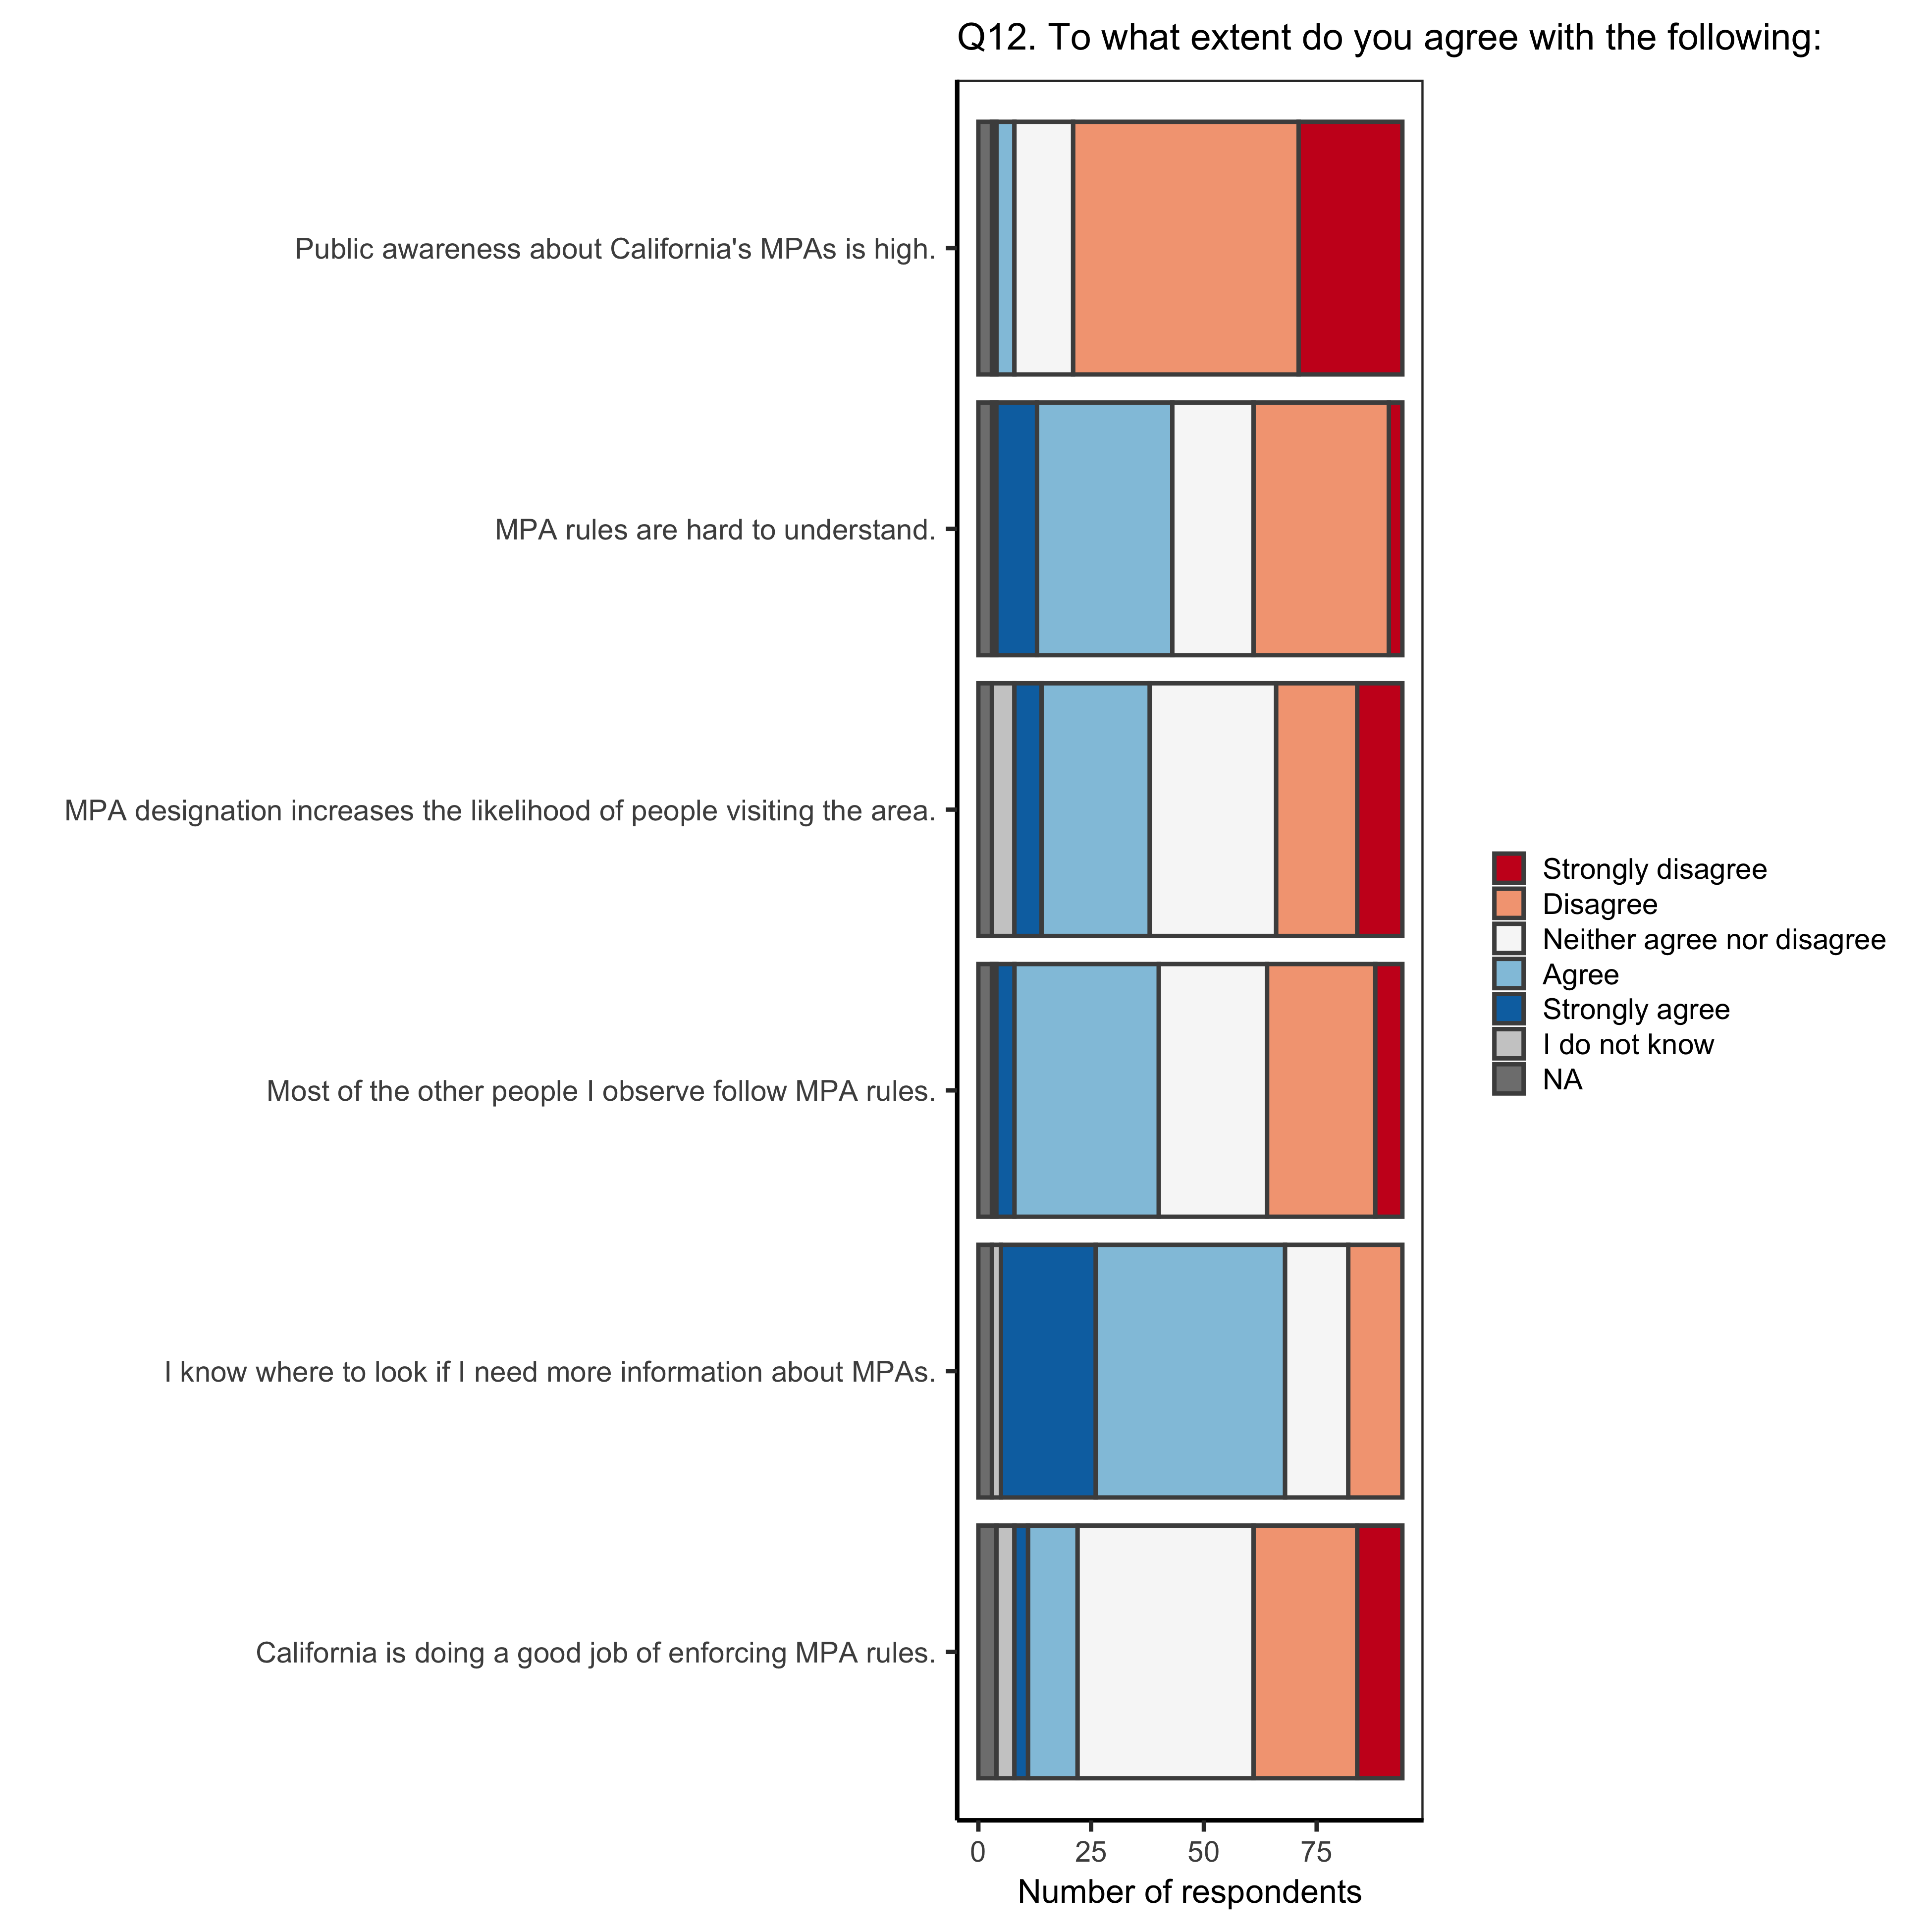 Q12. To what extent do you agree with the following:
Public awareness about California's MPAs is high.
MPA rules are hard to understand.
MPA designation increases the likelihood of people visiting the area.
Most of the other people I observe follow MPA rules.
I know where to look if I need more information about MPAs.
California is doing a good job of enforcing MPA rules.
Strongly disagree
Disagree
Neither agree nor disagree
Agree
Strongly agree
I do not know
NA
0 25 50 75
Number of respondents